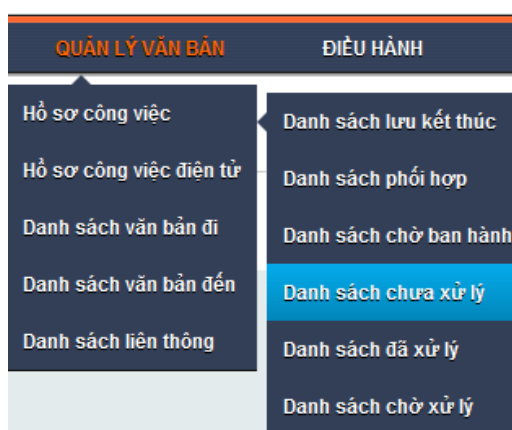 QUẢN LÝ VĂN BẢN
ĐIỀU HÀNH
Hồ sơ công việc
Hồ sơ công việc điện tử
Danh sách văn bản đi
Danh sách văn bản đến
Danh sách liên thông
Danh sách lưu kết thúc
Danh sách phối hợp
Danh sách chờ ban hành
Danh sách chưa xử lý
Danh sách đã xử lý
Danh sách chờ xử lý